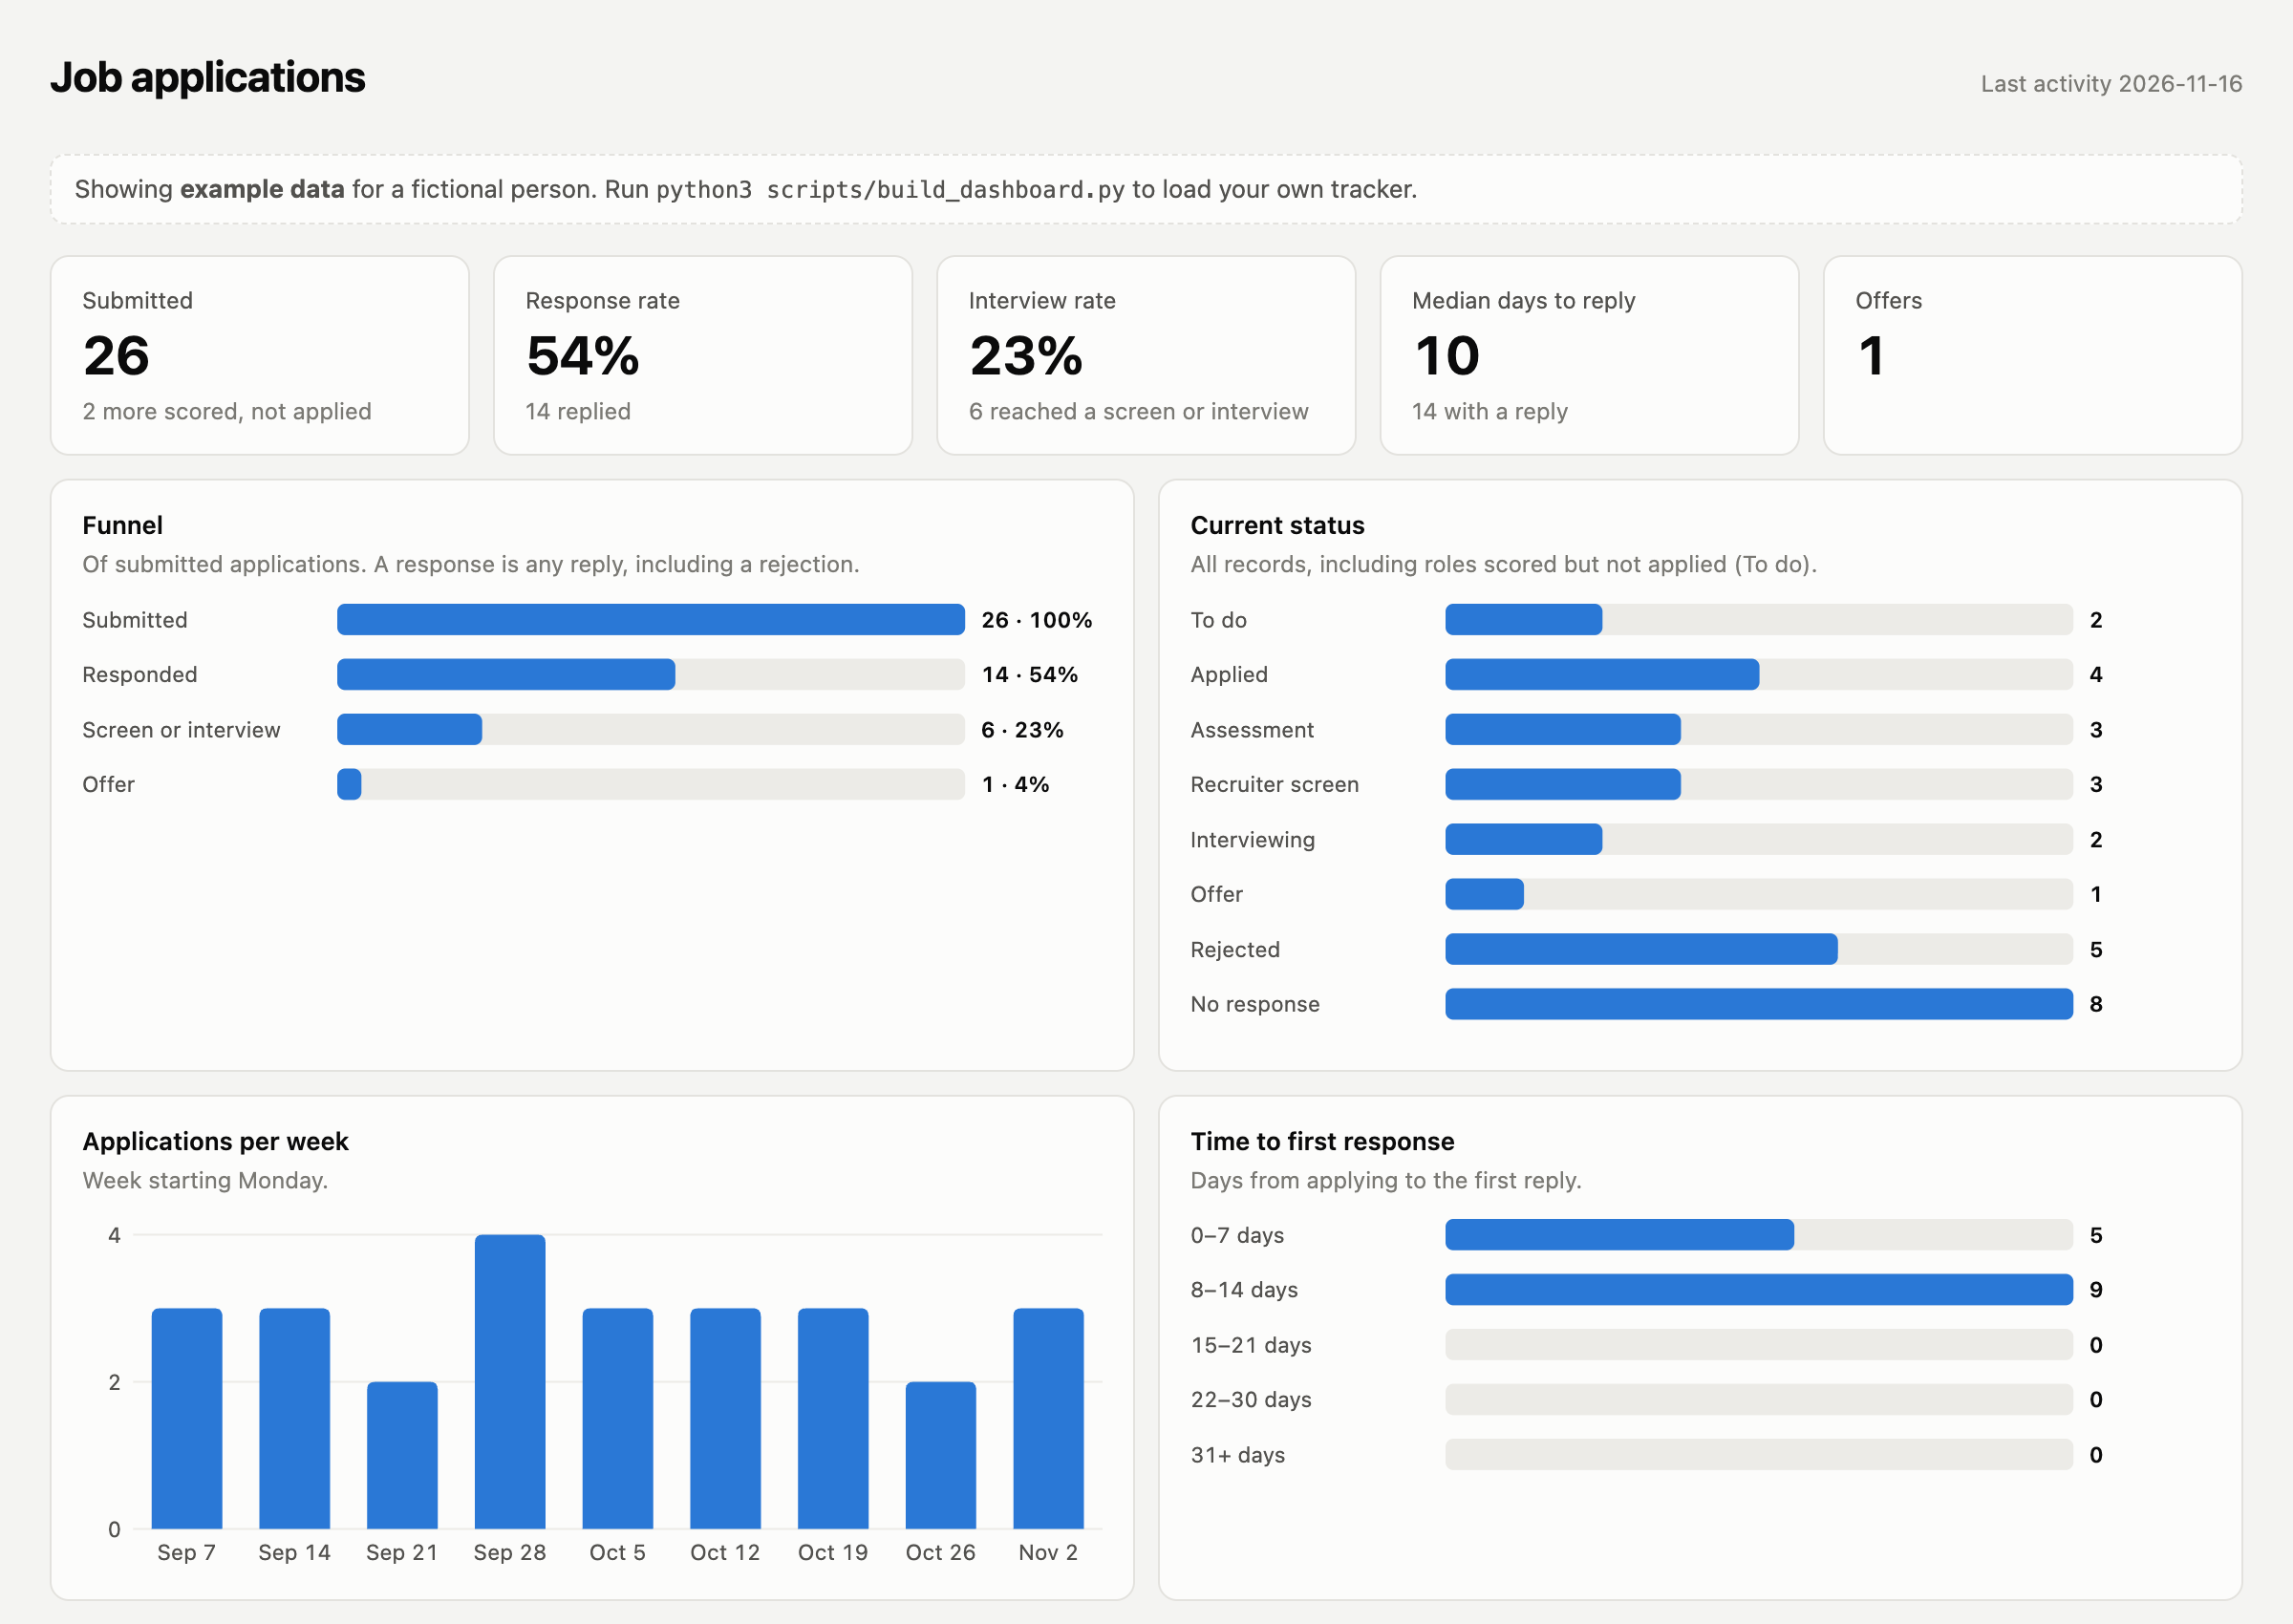 Job applications
Last activity 2026-11-16
Showing example data for a fictional person. Run python3 scripts/build_dashboard.py to load your own tracker.
Submitted
26
2 more scored, not applied
Response rate
54%
14 replied
Interview rate
23%
6 reached a screen or interview
Median days to reply
10
14 with a reply
Offers
1
Funnel
Of submitted applications. A response is any reply, including a rejection.
Submitted 26 · 100%
Responded 14 · 54%
Screen or interview 6 · 23%
Offer 1 · 4%
Current status
All records, including roles scored but not applied (To do).
To do 2
Applied 4
Assessment 3
Recruiter screen 3
Interviewing 2
Offer 1
Rejected 5
No response 8
Applications per week
Week starting Monday.
4
2
0
Sep 7 Sep 14 Sep 21 Sep 28 Oct 5 Oct 12 Oct 19 Oct 26 Nov 2
Time to first response
Days from applying to the first reply.
0–7 days 5
8–14 days 9
15–21 days 0
22–30 days 0
31+ days 0